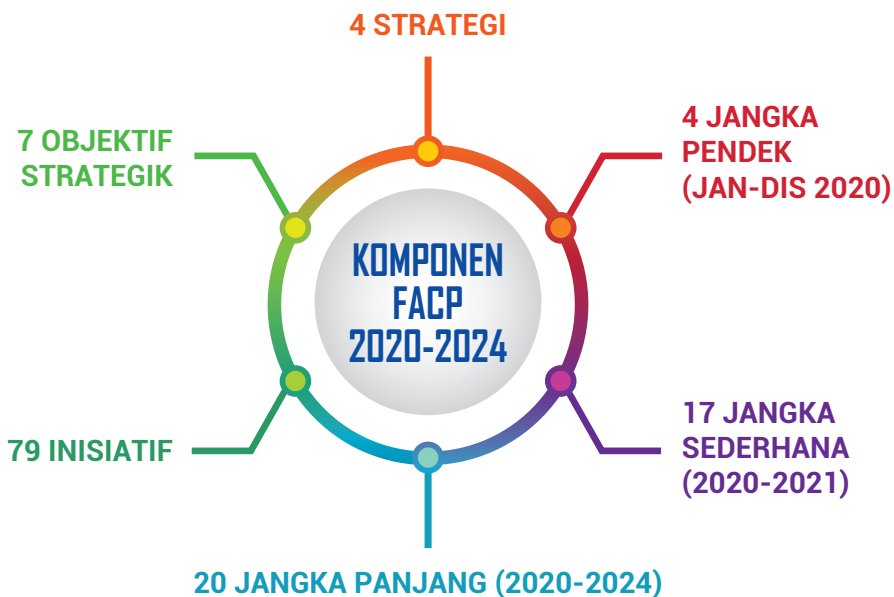 4 STRATEGI
7 OBJEKTIF
STRATEGIK
4 JANGKA
PENDEK
(JAN-DIS 2020)
KOMPONEN
FACP
2020-2024
79 INISIATIF
17 JANGKA
SEDERHANA
(2020-2021)
20 JANGKA PANJANG (2020-2024)